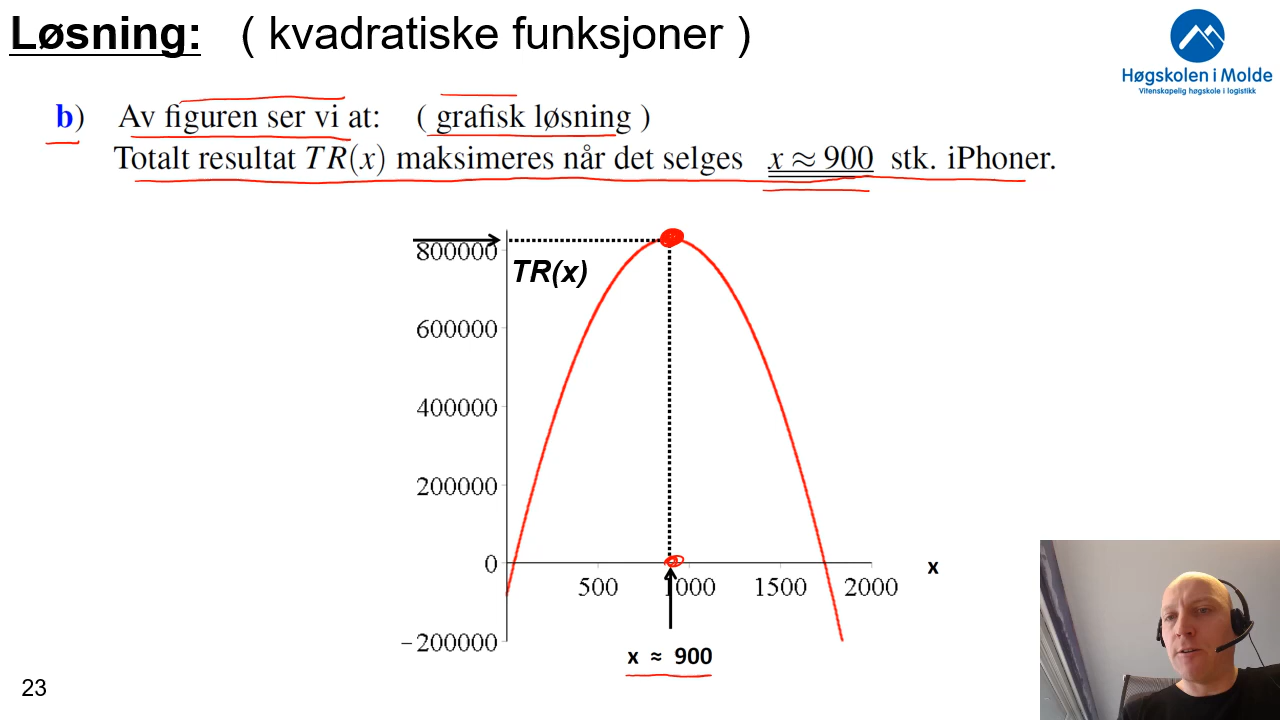 Løsning: ( kvadratiske funksjoner )
Høgskolen i Molde
Vitenskapelig høgskole i logistikk
b) Av figuren ser vi at: ( grafisk løsning )
Totalt resultat TR(x) maksimeres når det selges x ≈ 900 stk. iPhoner.
800000
TR(x)
600000
400000
200000
0
500 1000 1500 2000
x
−200000
x ≈ 900
23